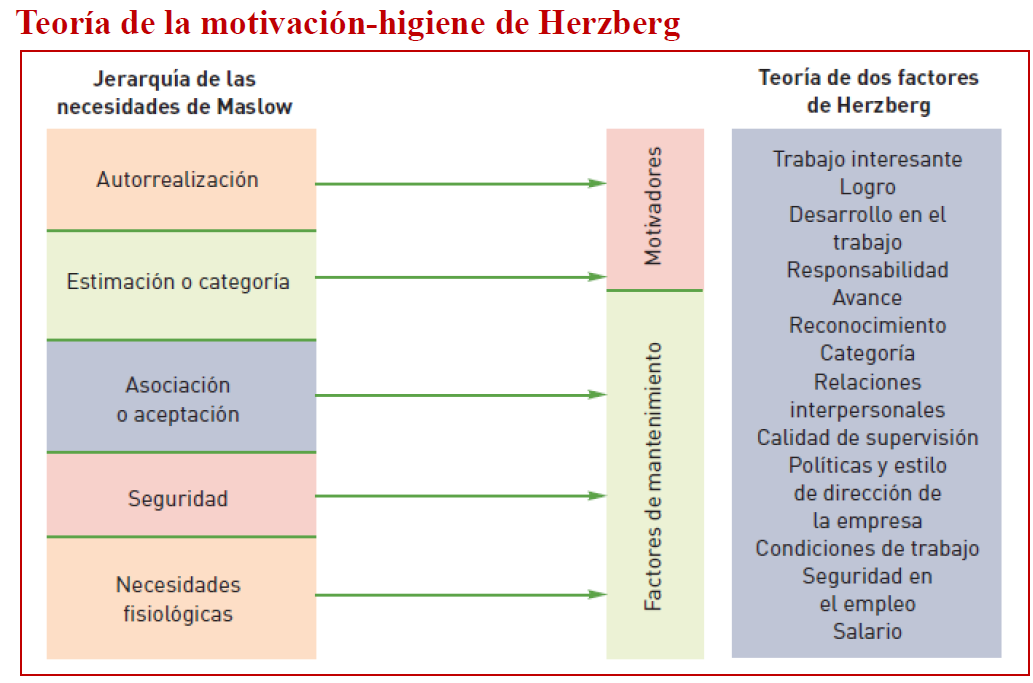 Teoría de la motivación-higiene de Herzberg
Jerarquía de las
necesidades de Maslow
Autorrealización
Estimación o categoría
Asociación
o aceptación
Seguridad
Necesidades
fisiológicas
Motivadores
Factores de mantenimiento
Teoría de dos factores
de Herzberg
Trabajo interesante
Logro
Desarrollo en el
trabajo
Responsabilidad
Avance
Reconocimiento
Categoría
Relaciones
interpersonales
Calidad de supervisión
Políticas y estilo
de dirección de
la empresa
Condiciones de trabajo
Seguridad en
el empleo
Salario